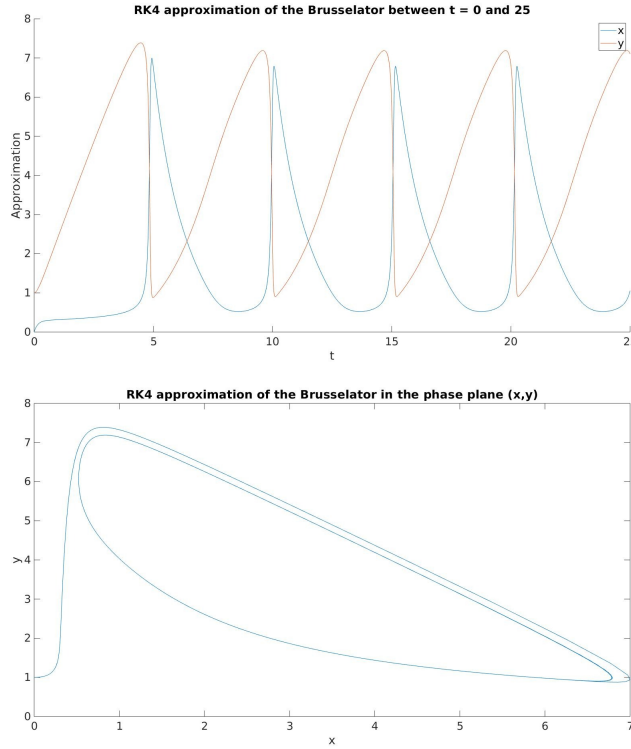 RK4 approximation of the Brusselator between t = 0 and 25
8
7
6
5
4
3
2
1
0
Approximation
x
y
0 5 10 15 20 25
t
RK4 approximation of the Brusselator in the phase plane (x,y)
8
7
6
5
4
3
2
1
0
y
0 1 2 3 4 5 6 7
x